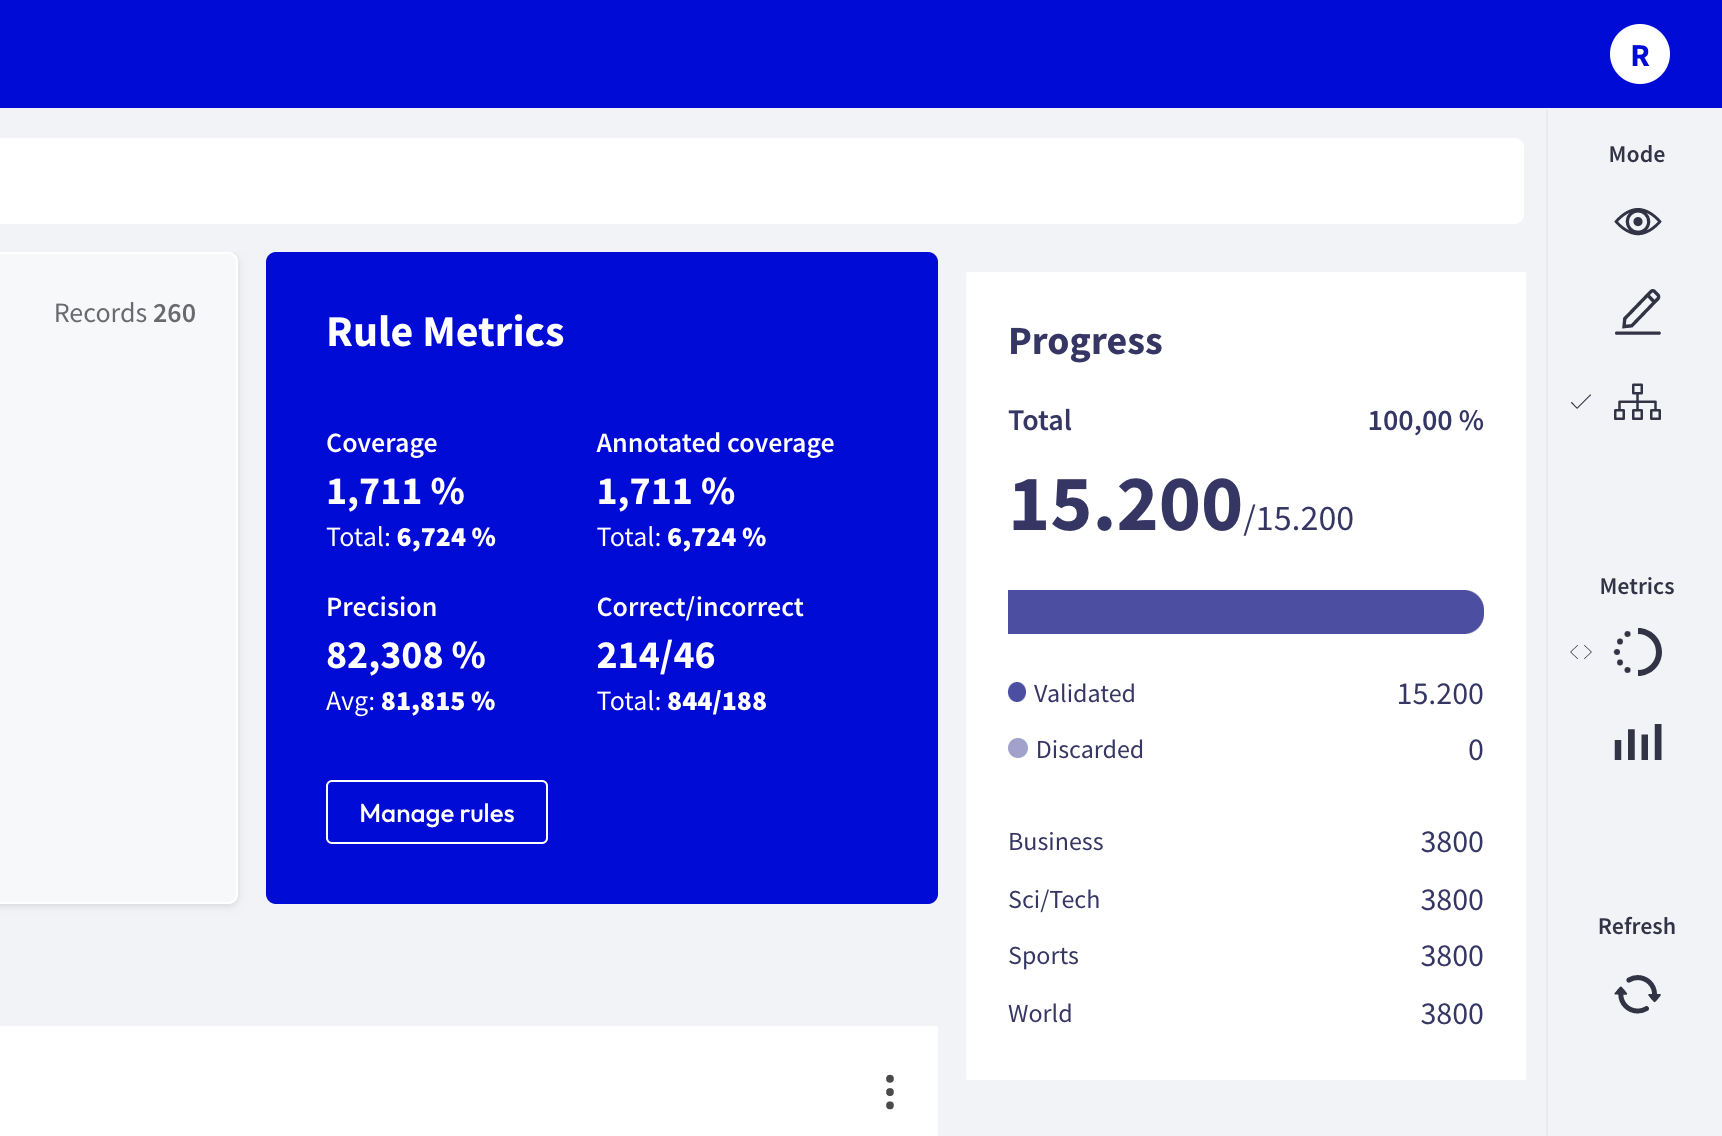 R
Mode
Records 260
Rule Metrics
Coverage
1,711 %
Total: 6,724 %
Annotated coverage
1,711 %
Total: 6,724 %
Precision
82,308 %
Avg: 81,815 %
Correct/incorrect
214/46
Total: 844/188
Manage rules
Progress
Total 100,00 %
15.200/15.200
Validated 15.200
Discarded 0
Business 3800
Sci/Tech 3800
Sports 3800
World 3800
Metrics
Refresh